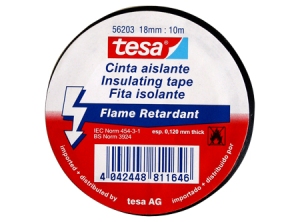 56203 18mm : 10m
tesa
Cinta aislante
Insulating tape
Fita isolante
Flame Retardant
IEC Norm 454-3-1
BS Norm 3924
esp. 0,120 mm thick
4 042448 811646
imported + distributed by
importado + distribuido por
tesa AG